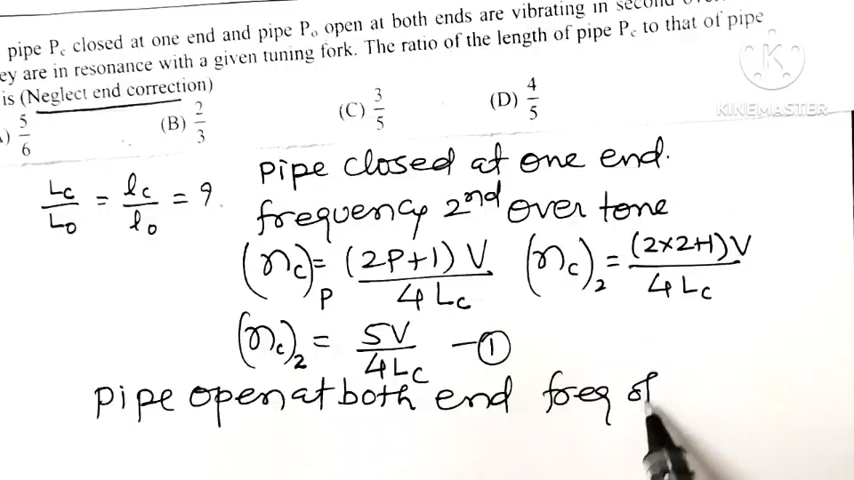 pipe Pc closed at one end and pipe Po open at both ends are vibrating in second
ey are in resonance with a given tuning fork. The ratio of the length of pipe Pc to that of pipe
is (Neglect end correction)
) 5/6 (B) 2/3 (C) 3/5 (D) 4/5
KINEMASTER
Pipe closed at one end.
Lc/Lo = lc/lo = ?
frequency 2nd over tone
(nc)P = (2P+1)V/4Lc (nc)2 = (2×2+1)V/4Lc
(nc)2 = 5V/4Lc —①
Pipe open at both end freq of